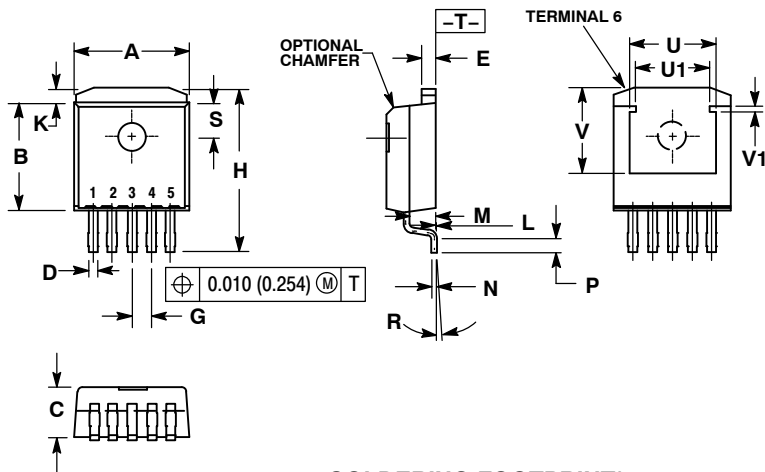 –T–
TERMINAL 6
OPTIONAL
CHAMFER
A
E
U
U1
K
S
V
V1
B
H
1 2 3 4 5
M
L
D
0.010 (0.254) Ⓜ T
N
P
G
R
C